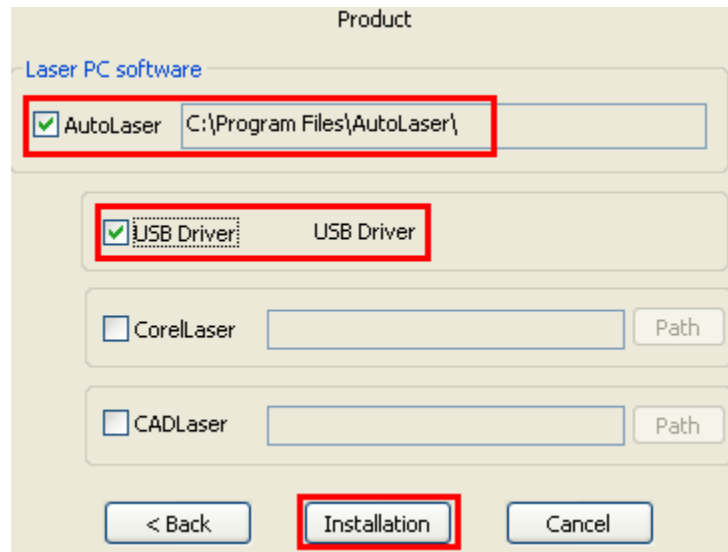 Product
Laser PC software
AutoLaser C:\Program Files\AutoLaser\
USB Driver USB Driver
CorelLaser Path
CADLaser Path
< Back Installation Cancel